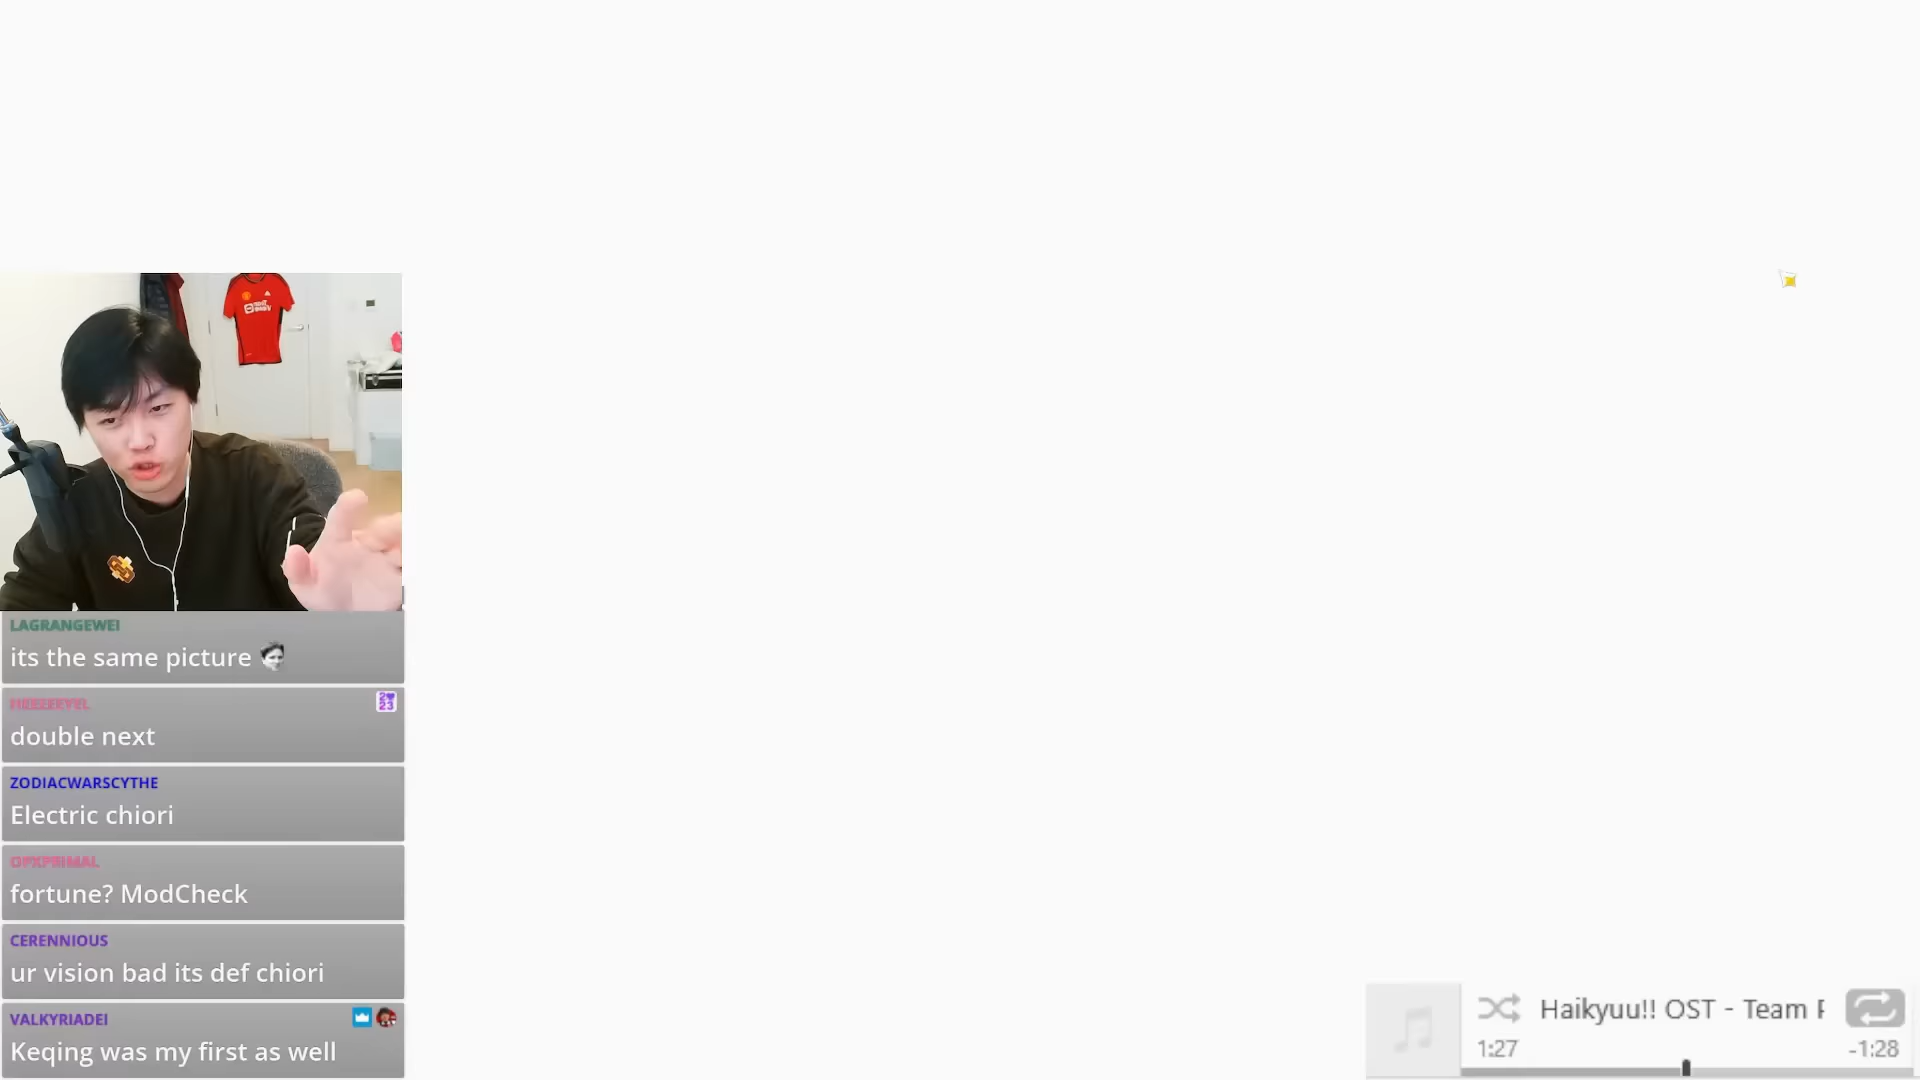 LAGRANGEWEI
its the same picture
double next
ZODIACWARSCYTHE
Electric chiori
OPXPRIMAL
fortune? ModCheck
CERENNIOUS
ur vision bad its def chiori
VALKYRIADEI
Keqing was my first as well
Haikyuu!! OST - Team
1:27
-1:28